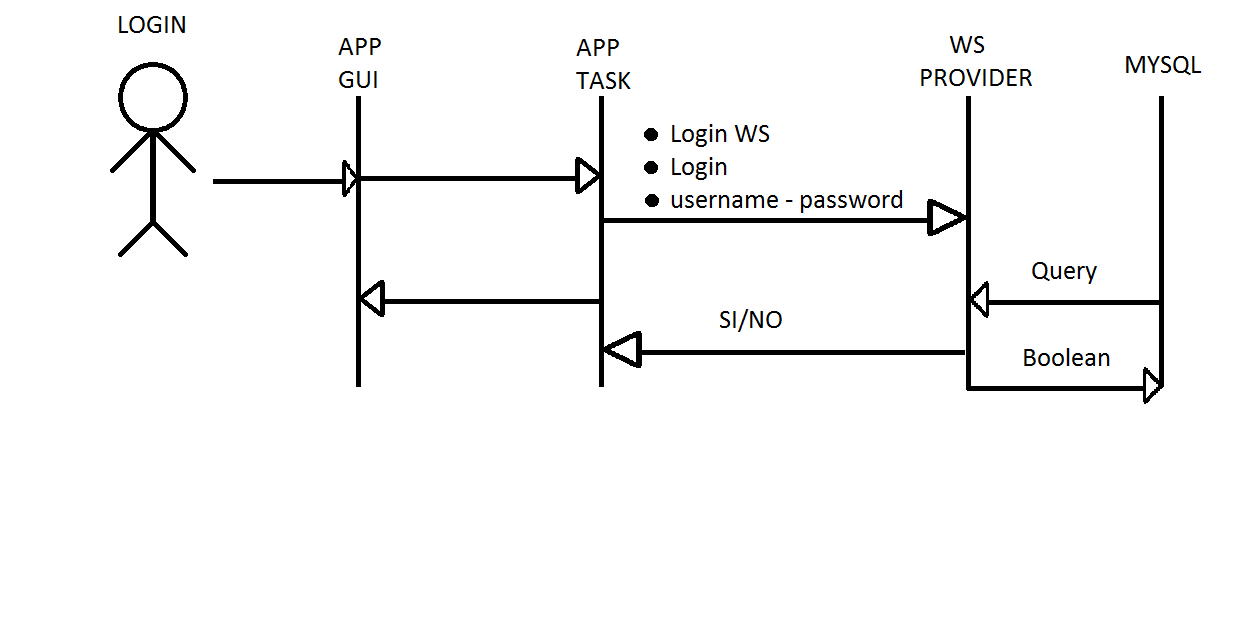 LOGIN
APP
GUI
APP
TASK
WS
PROVIDER
MYSQL
● Login WS
● Login
● username - password
Query
SI/NO
Boolean